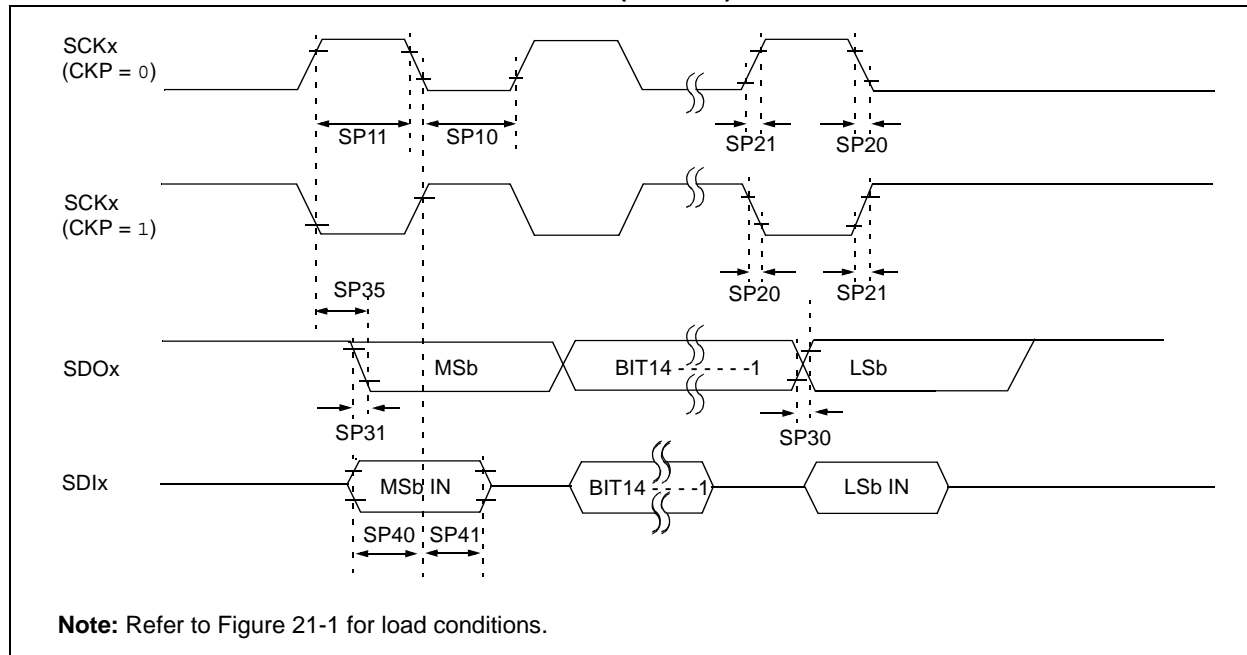 SCKx
(CKP = 0)
SP11
SP10
SP21
SP20
SCKx
(CKP = 1)
SP35
SP20
SP21
SDOx
MSb
BIT14 - - - - - -1
LSb
SP31
SP30
SDIx
MSb IN
BIT14 - - - -1
LSb IN
SP40
SP41
Note: Refer to Figure 21-1 for load conditions.